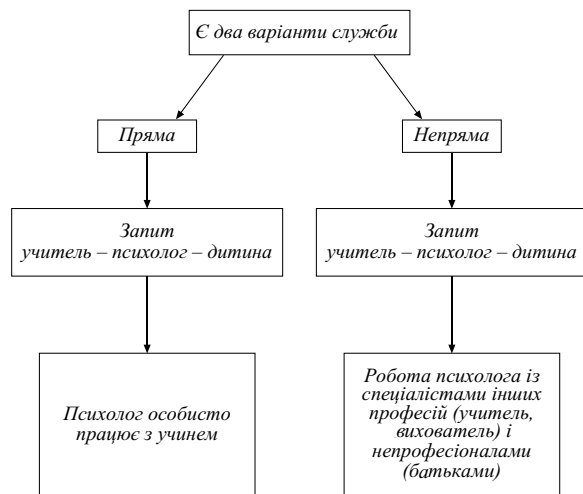 Є два варіанти служби
Пряма
Непряма
Запит
учитель – психолог – дитина
Запит
учитель – психолог – дитина
Психолог особисто
працює з учинем
Робота психолога із
спеціалістами інших
професій (учитель,
вихователь) і
непрофесіоналами
(батьками)